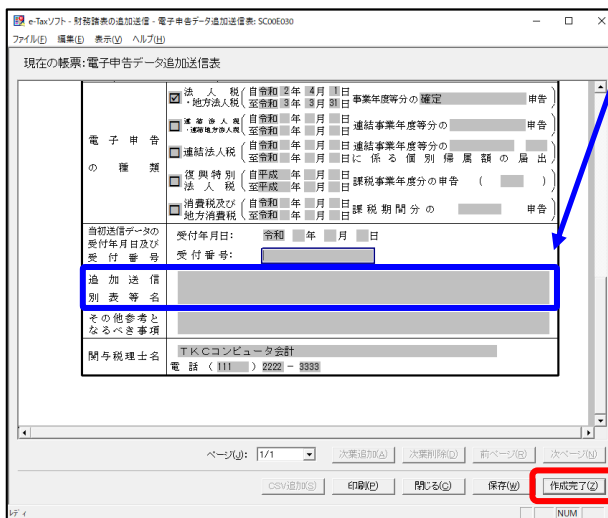 e-Taxソフト - 財務諸表の追加送信 - 電子申告データ追加送信表: SC00E030
ファイル(F) 編集(E) 表示(V) ヘルプ(H)
現在の帳票:電子申告データ追加送信表
電子申告の種類
法人税・地方法人税 (自令和2年4月1日 至令和3年3月31日) 事業年度等分の確定 申告
連結法人税・連結地方法人税 (自令和 年 月 日 至令和 年 月 日) 連結事業年度等分の 申告
連結法人税 (自令和 年 月 日 至令和 年 月 日) 連結事業年度等分の に係る個別帰属額の届出
復興特別法人税 (自平成 年 月 日 至平成 年 月 日) 課税事業年度分の申告 ( )
消費税及び地方消費税 (自令和 年 月 日 至令和 年 月 日) 課税期間分の 申告
当初送信データの受付年月日及び受付番号
受付年月日: 令和 年 月 日
受付番号:
追加送信別表等名
その他参考となるべき事項
関与税理士名
TKCコンピュータ会計
電話 (111) 2222 - 3333
ページ(J): 1/1 次葉追加(A) 次葉削除(D) 前ページ(R) 次ページ(N)
CSV追加(S) 印刷(P) 閉じる(C) 保存(W) 作成完了(Z)
レディ NUM